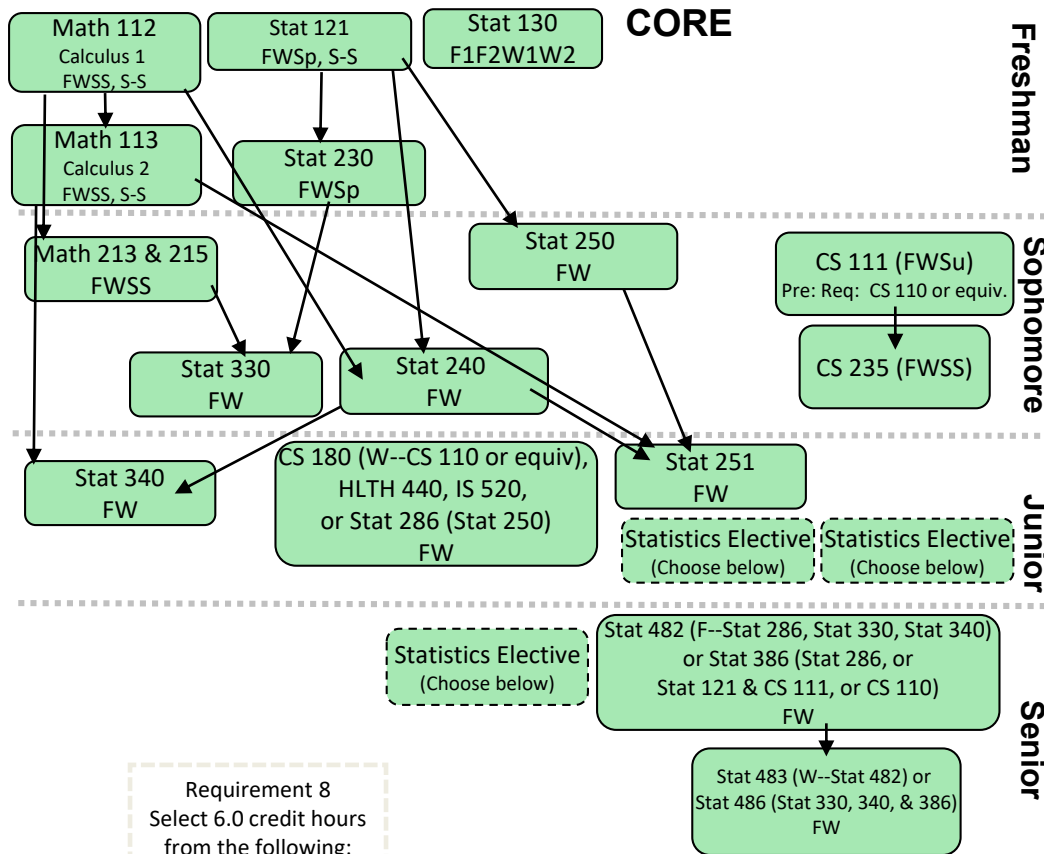 CORE
Freshman
Math 112
Calculus 1
FWSS, S-S
Stat 121
FWSp, S-S
Stat 130
F1F2W1W2
Math 113
Calculus 2
FWSS, S-S
Stat 230
FWSp
Sophomore
Math 213 & 215
FWSS
Stat 250
FW
CS 111 (FWSu)
Pre: Req:  CS 110 or equiv.
Stat 330
FW
Stat 240
FW
CS 235 (FWSS)
Junior
Stat 340
FW
CS 180 (W--CS 110 or equiv),
HLTH 440, IS 520,
or Stat 286 (Stat 250)
FW
Stat 251
FW
Statistics Elective
(Choose below)
Statistics Elective
(Choose below)
Senior
Statistics Elective
(Choose below)
Stat 482 (F--Stat 286, Stat 330, Stat 340)
or Stat 386 (Stat 286, or
Stat 121 & CS 111, or CS 110)
FW
Stat 483 (W--Stat 482) or
Stat 486 (Stat 330, 340, & 386)
FW
Requirement 8
Select 6.0 credit hours
from the following: